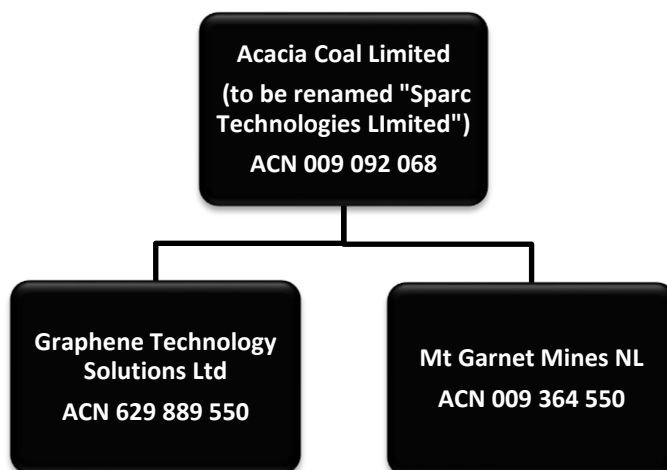 Acacia Coal Limited
(to be renamed "Sparc
Technologies LImited")
ACN 009 092 068
Graphene Technology
Solutions Ltd
ACN 629 889 550
Mt Garnet Mines NL
ACN 009 364 550